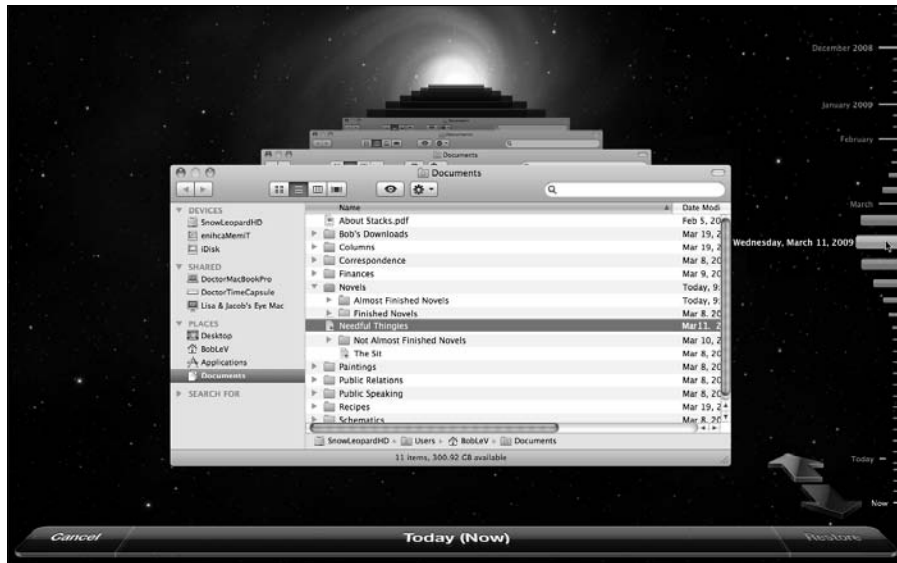 December 2008
January 2009
February
March
Wednesday, March 11, 2009
Today
Now
Documents
Documents
Documents
Documents
Name
Date Modi
DEVICES
SnowLeopardHD
enihcaMemiT
iDisk
SHARED
DoctorMacBookPro
DoctorTimeCapsule
Lisa & Jacob's Eye Mac
PLACES
Desktop
BobLeV
Applications
Documents
SEARCH FOR
About Stacks.pdf Feb 5, 20
Bob's Downloads Mar 19, 2
Columns Mar 19, 2
Correspondence Mar 8, 20
Finances Mar 9, 20
Novels Today, 9:
Almost Finished Novels Today, 9:
Finished Novels Mar 8, 20
Needful Thingies Mar 11, 2
Not Almost Finished Novels Mar 10, 2
The Sit Mar 8, 20
Paintings Mar 8, 20
Public Relations Mar 8, 20
Public Speaking Mar 8, 20
Recipes Mar 19, 2
Schematics Mar 8, 20
SnowLeopardHD Users BobLeV Documents
11 items, 300.92 GB available
Cancel
Today (Now)
Restore